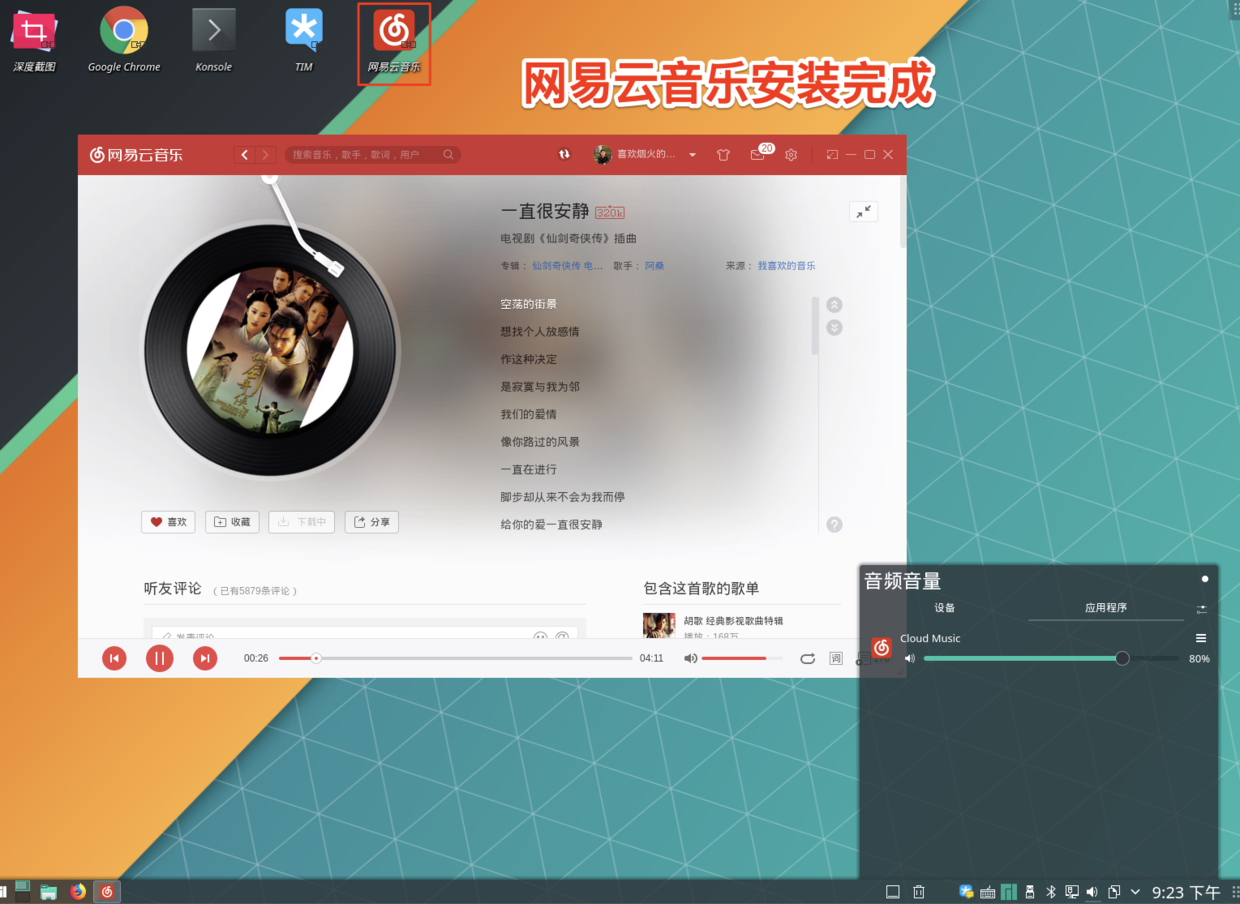 深度截图
Google Chrome
Konsole
TIM
网易云音乐
网易云音乐安装完成
网易云音乐
搜索音乐，歌手，歌词，用户
喜欢烟火的...
20
一直很安静 320k
电视剧《仙剑奇侠传》插曲
专辑： 仙剑奇侠传 电... 歌手： 阿桑 来源： 我喜欢的音乐
空荡的街景
想找个人放感情
作这种决定
是寂寞与我为邻
我们的爱情
像你路过的风景
一直在进行
脚步却从来不会为我而停
给你的爱一直很安静
喜欢 收藏 下载中 分享
听友评论 （已有5879条评论）
包含这首歌的歌单
胡歌 经典影视歌曲特辑
播放：168万
发表评论
00:26
04:11
词
音频音量
设备 应用程序
Cloud Music
80%
9:23 下午